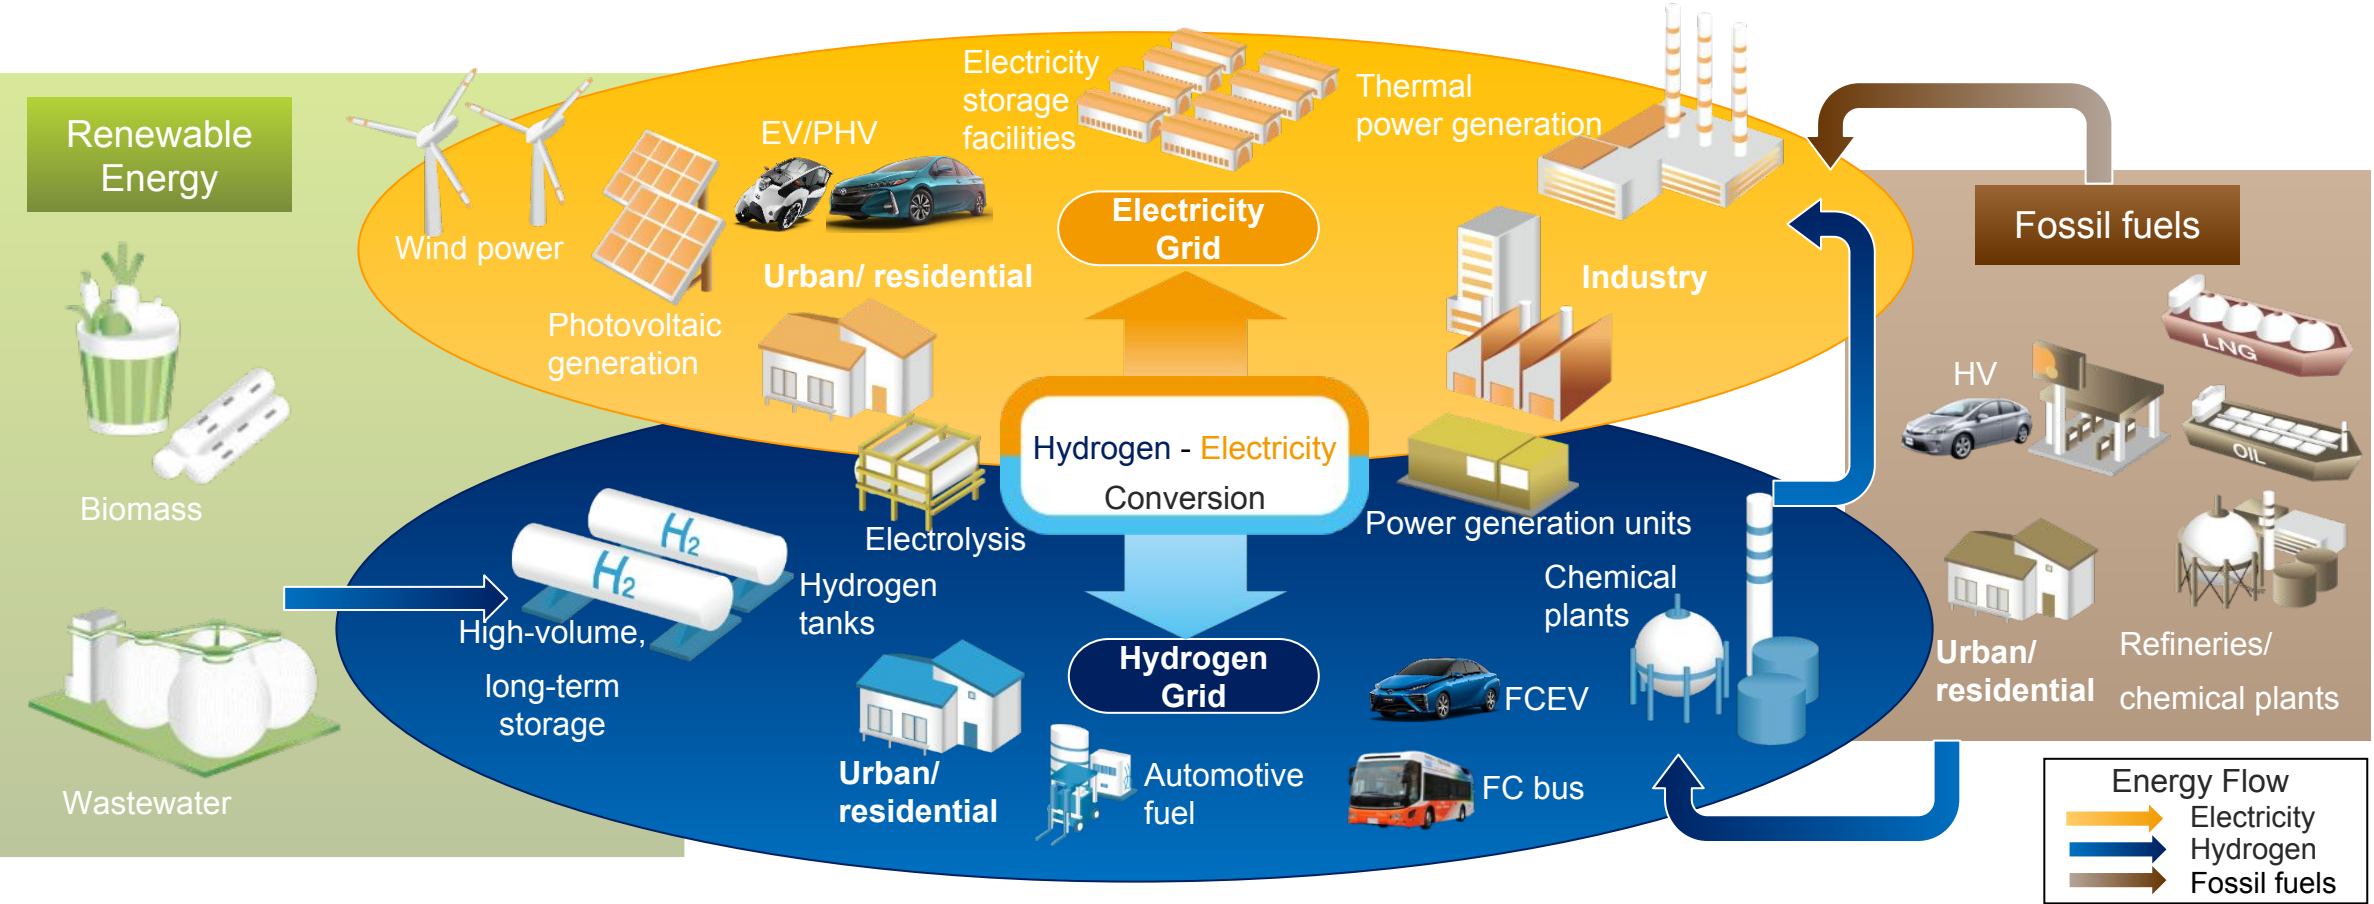 Renewable
Energy
Wind power
Photovoltaic
generation
EV/PHV
Urban/ residential
Electricity
storage
facilities
Thermal
power generation
Electricity
Grid
Industry
Fossil fuels
Biomass
Wastewater
Hydrogen - Electricity
Conversion
Electrolysis
Power generation units
H2
H2
Hydrogen
tanks
High-volume,
long-term
storage
Hydrogen
Grid
Urban/
residential
Automotive
fuel
Chemical
plants
FCEV
FC bus
HV
LNG
OIL
Urban/
residential
Refineries/
chemical plants
Energy Flow
Electricity
Hydrogen
Fossil fuels